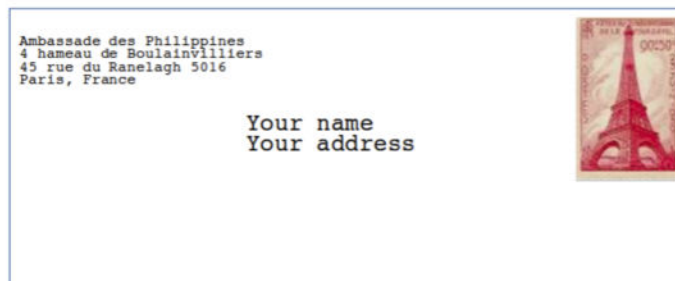 Ambassade des Philippines
4 hameau de Boulainvilliers
45 rue du Ranelagh 5016
Paris, France
Your name
Your address